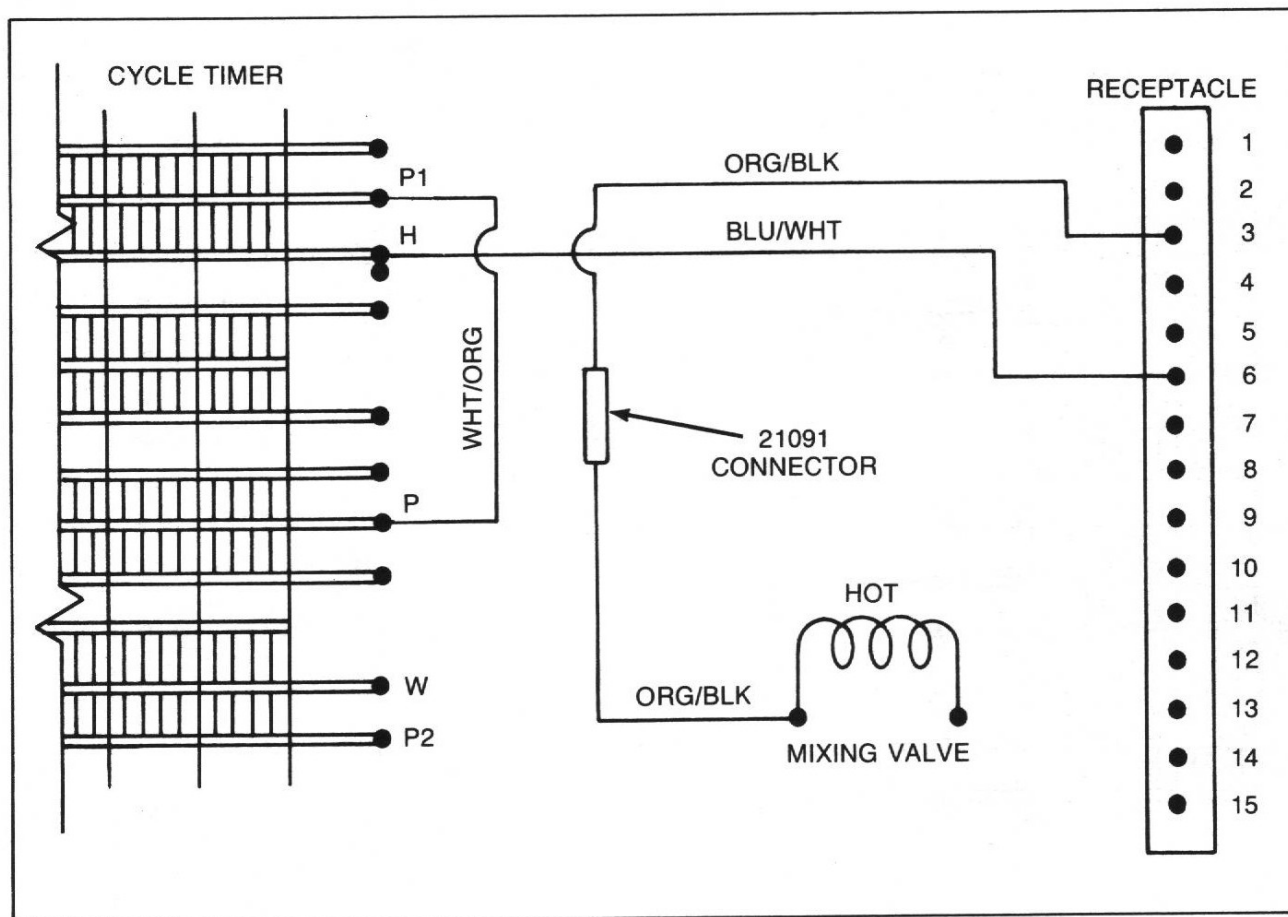 CYCLE TIMER
RECEPTACLE
P1
H
WHT/ORG
P
W
P2
ORG/BLK
BLU/WHT
21091
CONNECTOR
HOT
ORG/BLK
MIXING VALVE
1
2
3
4
5
6
7
8
9
10
11
12
13
14
15